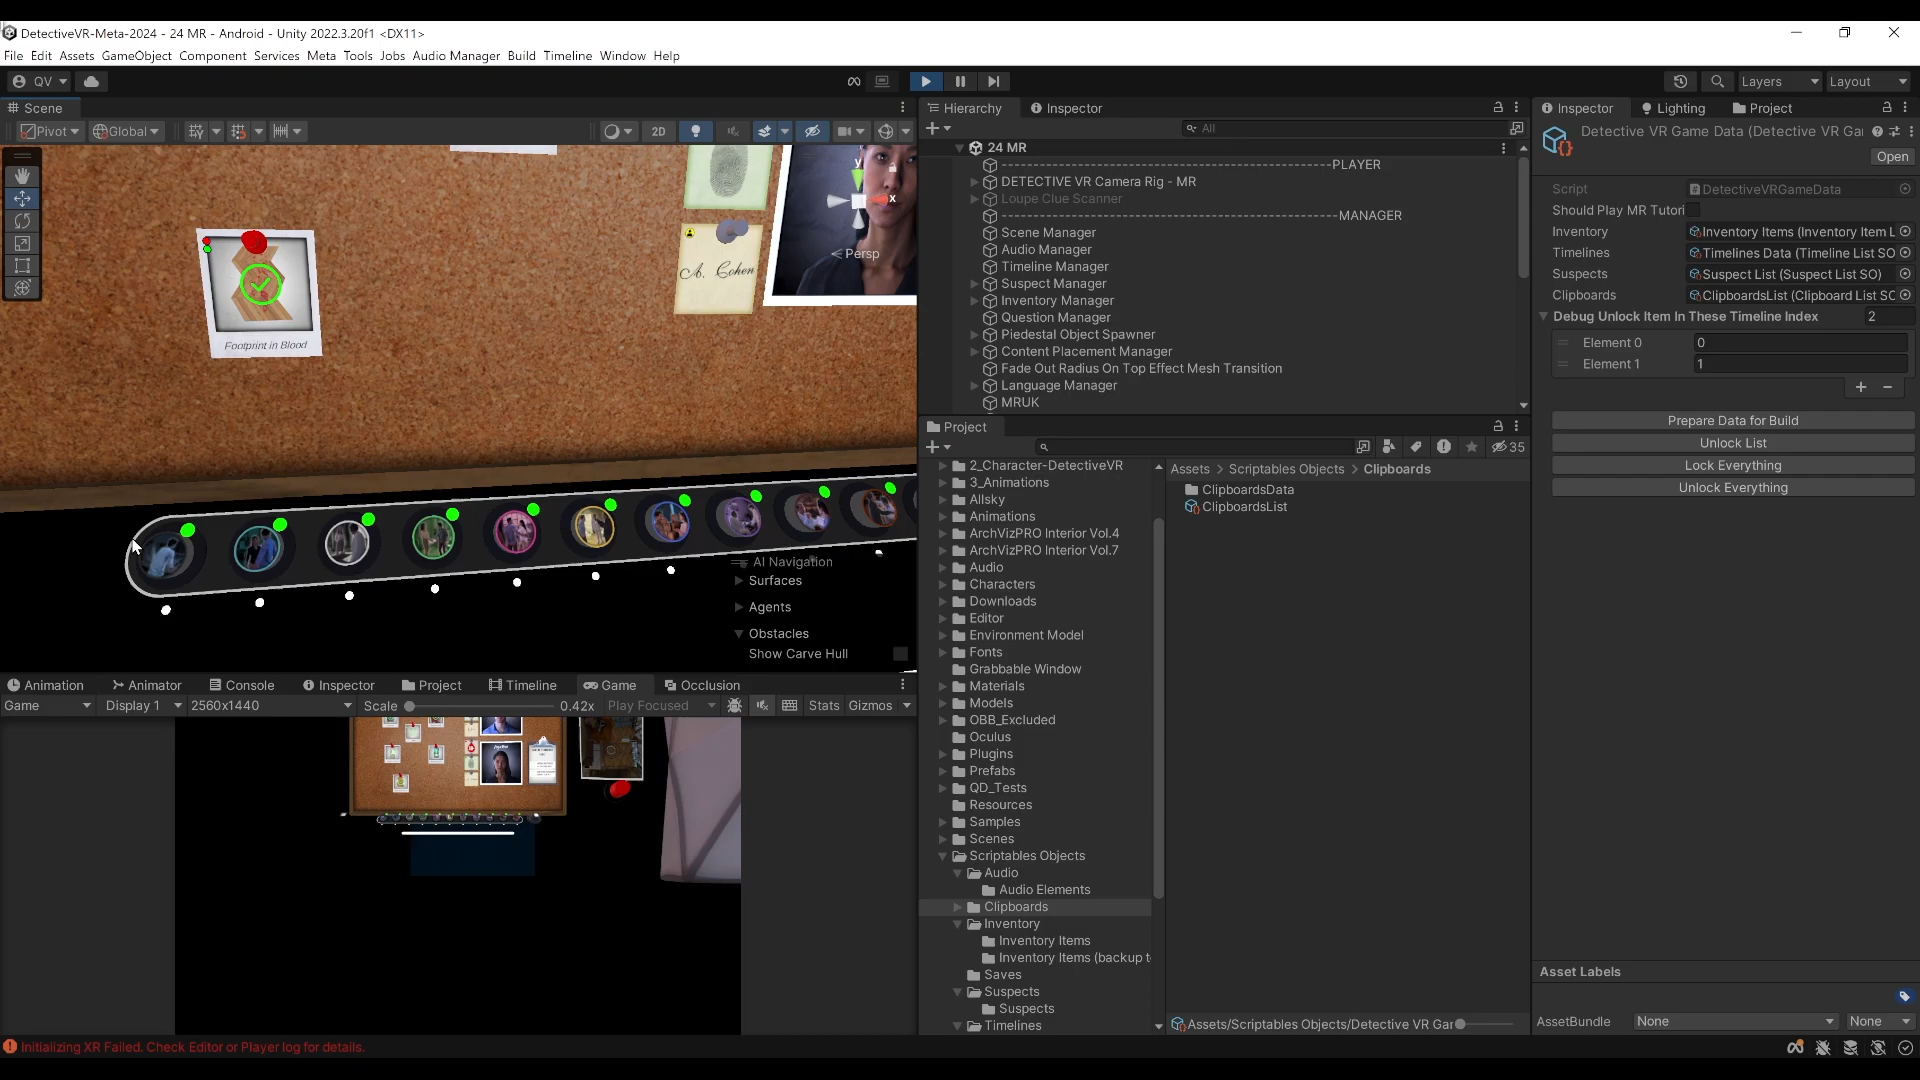 DetectiveVR-Meta-2024 - 24 MR - Android - Unity 2022.3.20f1 <DX11>
File Edit Assets GameObject Component Services Meta Tools Jobs Audio Manager Build Timeline Window Help
QV
Layers
Layout
Scene
Pivot
Global
2D
y
x
Persp
A. Cohen
Footprint in Blood
AI Navigation
Surfaces
Agents
Obstacles
Show Carve Hull
Hierarchy
Inspector
All
24 MR
PLAYER
DETECTIVE VR Camera Rig - MR
Loupe Clue Scanner
MANAGER
Scene Manager
Audio Manager
Timeline Manager
Suspect Manager
Inventory Manager
Question Manager
Piedestal Object Spawner
Content Placement Manager
Fade Out Radius On Top Effect Mesh Transition
Language Manager
MRUK
Project
35
2_Character-DetectiveVR
3_Animations
Allsky
Animations
ArchVizPRO Interior Vol.4
ArchVizPRO Interior Vol.7
Audio
Characters
Downloads
Editor
Environment Model
Fonts
Grabbable Window
Materials
Models
OBB_Excluded
Oculus
Plugins
Prefabs
QD_Tests
Resources
Samples
Scenes
Scriptables Objects
Audio
Audio Elements
Clipboards
Inventory
Inventory Items
Inventory Items (backup t
Saves
Suspects
Suspects
Timelines
Assets > Scriptables Objects > Clipboards
ClipboardsData
ClipboardsList
Assets/Scriptables Objects/Detective VR Gar
Inspector
Lighting
Project
Detective VR Game Data (Detective VR Ga
Open
Script DetectiveVRGameData
Should Play MR Tutori
Inventory Inventory Items (Inventory Item L
Timelines Timelines Data (Timeline List SO
Suspects Suspect List (Suspect List SO)
Clipboards ClipboardsList (Clipboard List SC
Debug Unlock Item In These Timeline Index 2
Element 0 0
Element 1 1
Prepare Data for Build
Unlock List
Lock Everything
Unlock Everything
Asset Labels
AssetBundle None None
Animation
Animator
Console
Inspector
Project
Timeline
Game
Occlusion
Game Display 1 2560x1440 Scale 0.42x Play Focused Stats Gizmos
Initializing XR Failed. Check Editor or Player log for details.